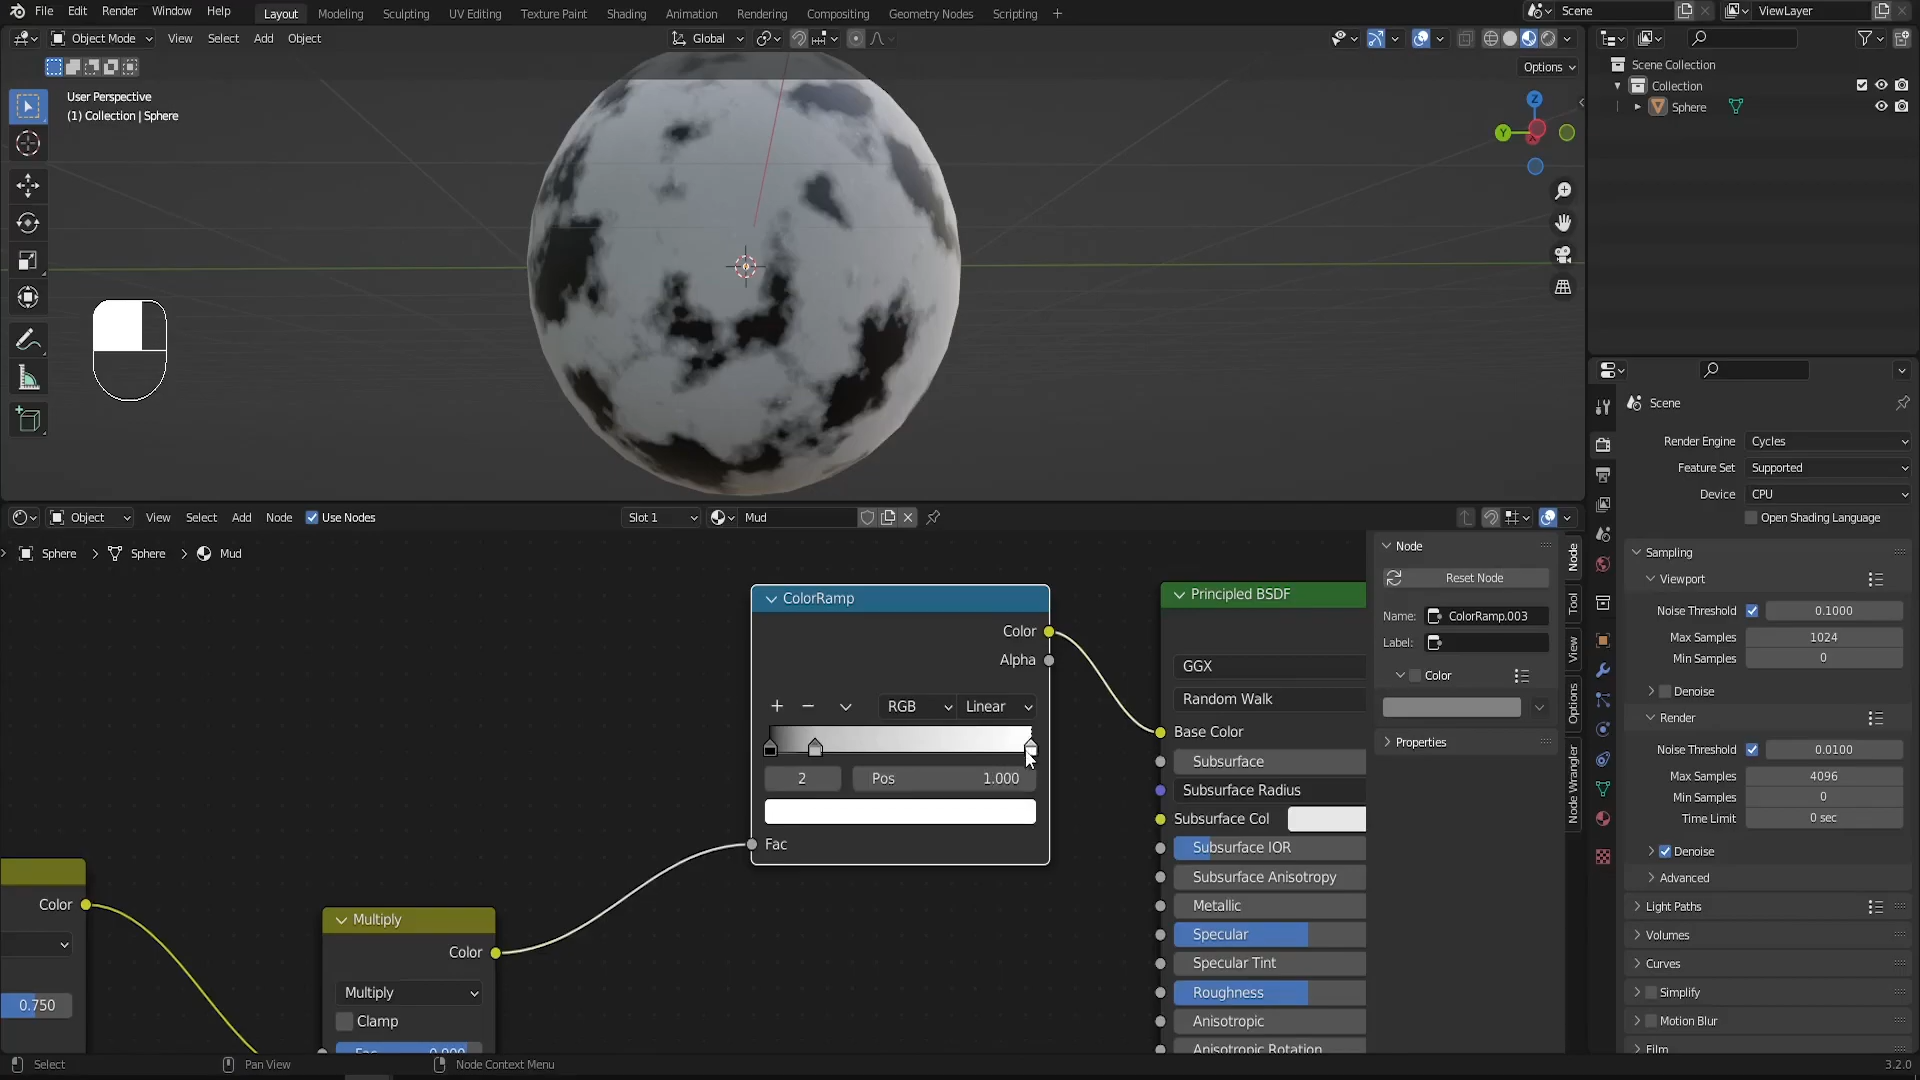 File Edit Render Window Help Layout Modeling Sculpting UV Editing Texture Paint Shading Animation Rendering Compositing Geometry Nodes Scripting + Scene ViewLayer
Object Mode View Select Add Object Global
Options
User Perspective
(1) Collection | Sphere
Z
Y
X
Scene Collection
Collection
Sphere
Scene
Render Engine Cycles
Feature Set Supported
Device CPU
Open Shading Language
Sampling
Viewport
Noise Threshold 0.1000
Max Samples 1024
Min Samples 0
Denoise
Render
Noise Threshold 0.0100
Max Samples 4096
Min Samples 0
Time Limit 0 sec
Denoise
Advanced
Light Paths
Volumes
Curves
Simplify
Motion Blur
Film
Object View Select Add Node Use Nodes Slot 1 Mud
Sphere Sphere Mud
ColorRamp
Color
Alpha
RGB Linear
2 Pos 1.000
Fac
Color
0.750
Multiply
Color
Multiply
Clamp
Fac 0.900
Principled BSDF
GGX
Random Walk
Base Color
Subsurface
Subsurface Radius
Subsurface Col
Subsurface IOR
Subsurface Anisotropy
Metallic
Specular
Specular Tint
Roughness
Anisotropic
Anisotropic Rotation
Node
Reset Node
Name: ColorRamp.003
Label:
Color
Properties
Node
Tool
View
Options
Node Wrangler
Select Pan View Node Context Menu 3.2.0